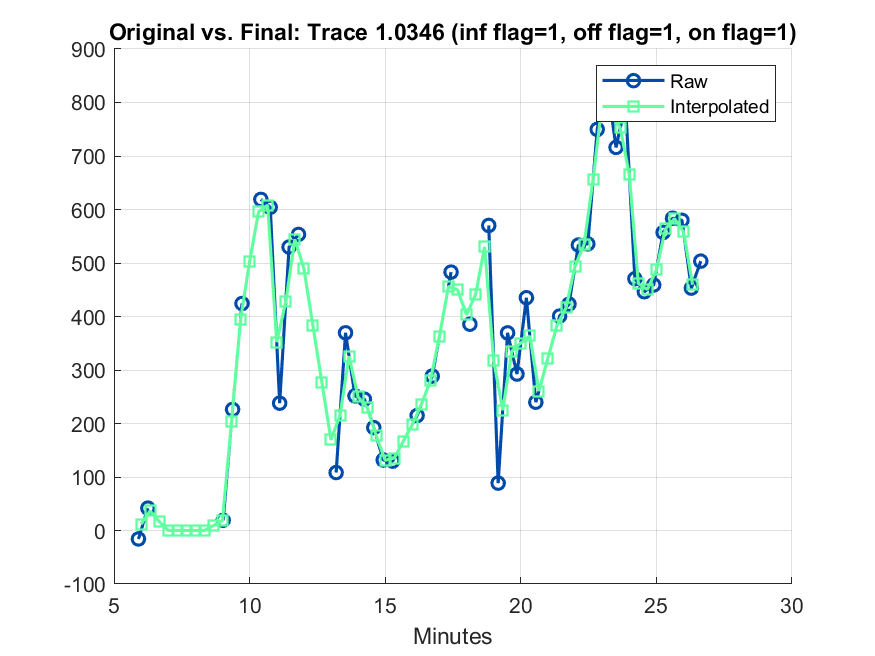 Original vs. Final: Trace 1.0346 (inf flag=1, off flag=1, on flag=1)
900
800
700
600
500
400
300
200
100
0
-100
Raw
Interpolated
5 10 15 20 25 30
Minutes